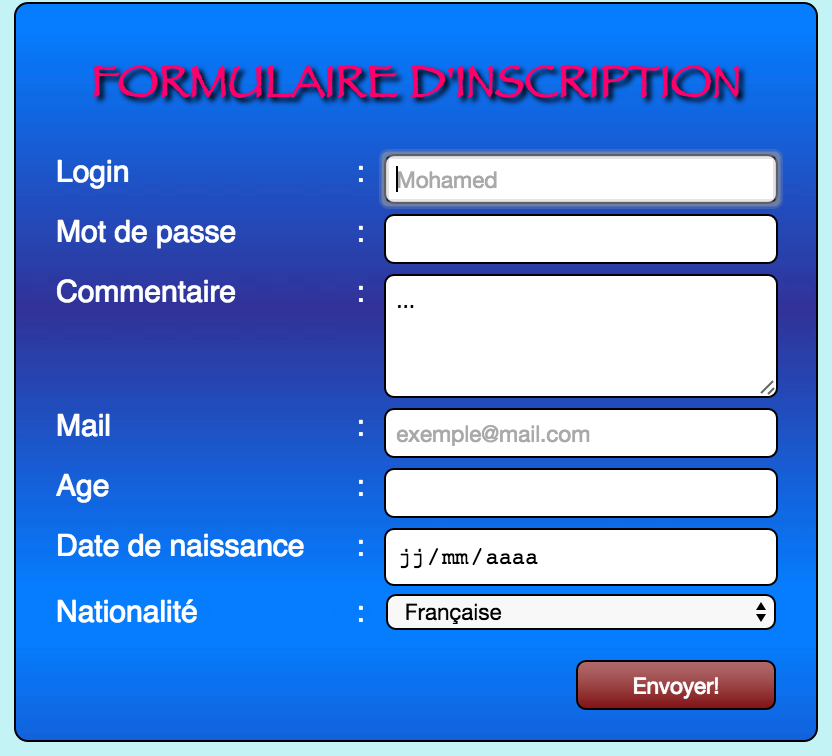 FORMULAIRE D'INSCRIPTION
Login : Mohamed
Mot de passe :
Commentaire : ...
Mail : exemple@mail.com
Age :
Date de naissance : jj/mm/aaaa
Nationalité : Française
Envoyer!